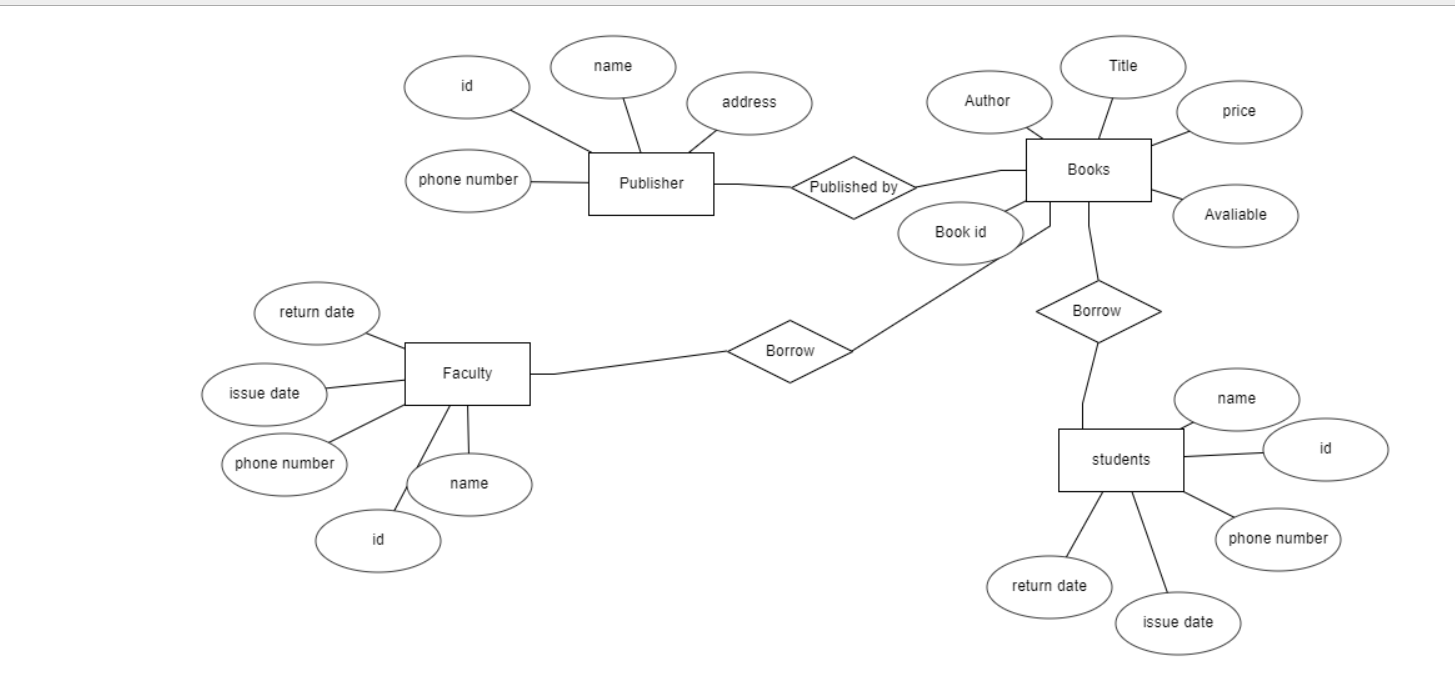 id
name
address
phone number
Publisher
Published by
Author
Title
price
Books
Avaliable
Book id
return date
issue date
Faculty
phone number
name
id
Borrow
Borrow
name
id
students
phone number
return date
issue date